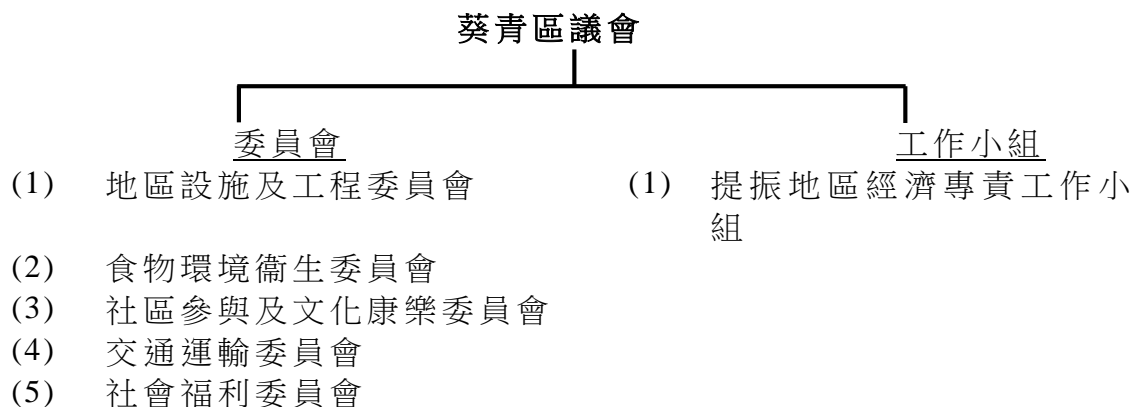 葵青區議會
委員會
(1) 地區設施及工程委員會
(2) 食物環境衞生委員會
(3) 社區參與及文化康樂委員會
(4) 交通運輸委員會
(5) 社會福利委員會
工作小組
(1) 提振地區經濟專責工作小
組